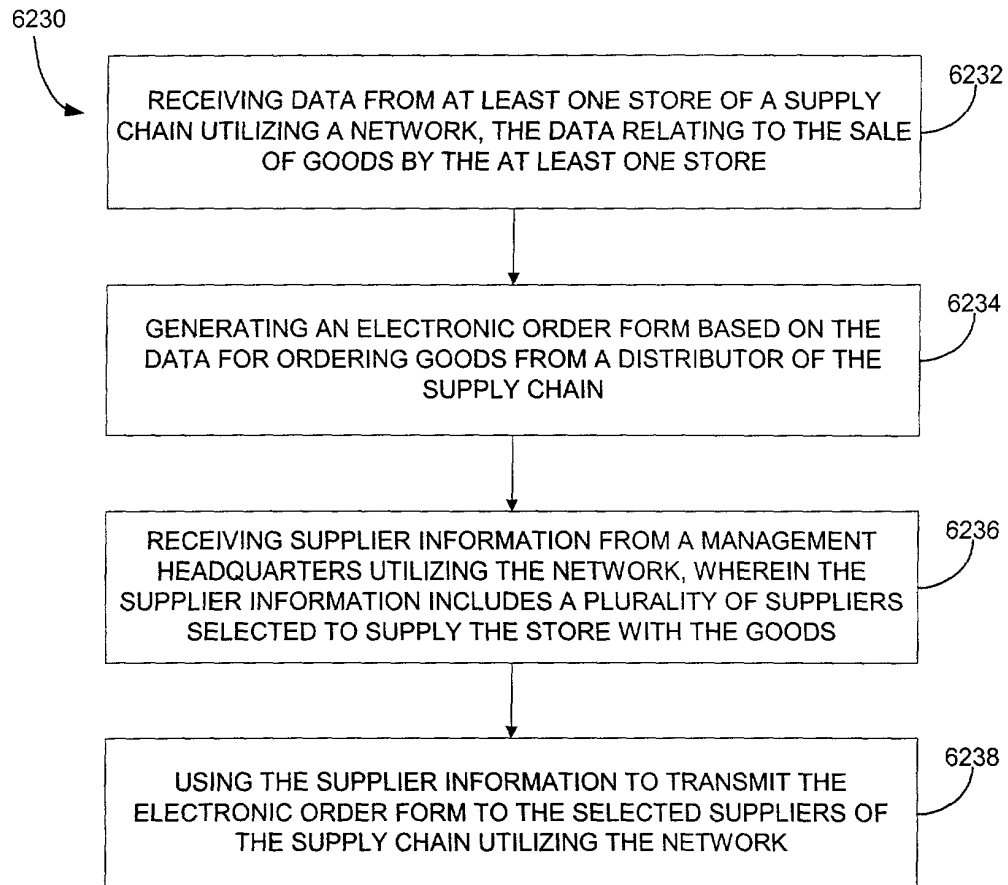 6230
6232
RECEIVING DATA FROM AT LEAST ONE STORE OF A SUPPLY
CHAIN UTILIZING A NETWORK, THE DATA RELATING TO THE SALE
OF GOODS BY THE AT LEAST ONE STORE
6234
GENERATING AN ELECTRONIC ORDER FORM BASED ON THE
DATA FOR ORDERING GOODS FROM A DISTRIBUTOR OF THE
SUPPLY CHAIN
6236
RECEIVING SUPPLIER INFORMATION FROM A MANAGEMENT
HEADQUARTERS UTILIZING THE NETWORK, WHEREIN THE
SUPPLIER INFORMATION INCLUDES A PLURALITY OF SUPPLIERS
SELECTED TO SUPPLY THE STORE WITH THE GOODS
6238
USING THE SUPPLIER INFORMATION TO TRANSMIT THE
ELECTRONIC ORDER FORM TO THE SELECTED SUPPLIERS OF
THE SUPPLY CHAIN UTILIZING THE NETWORK